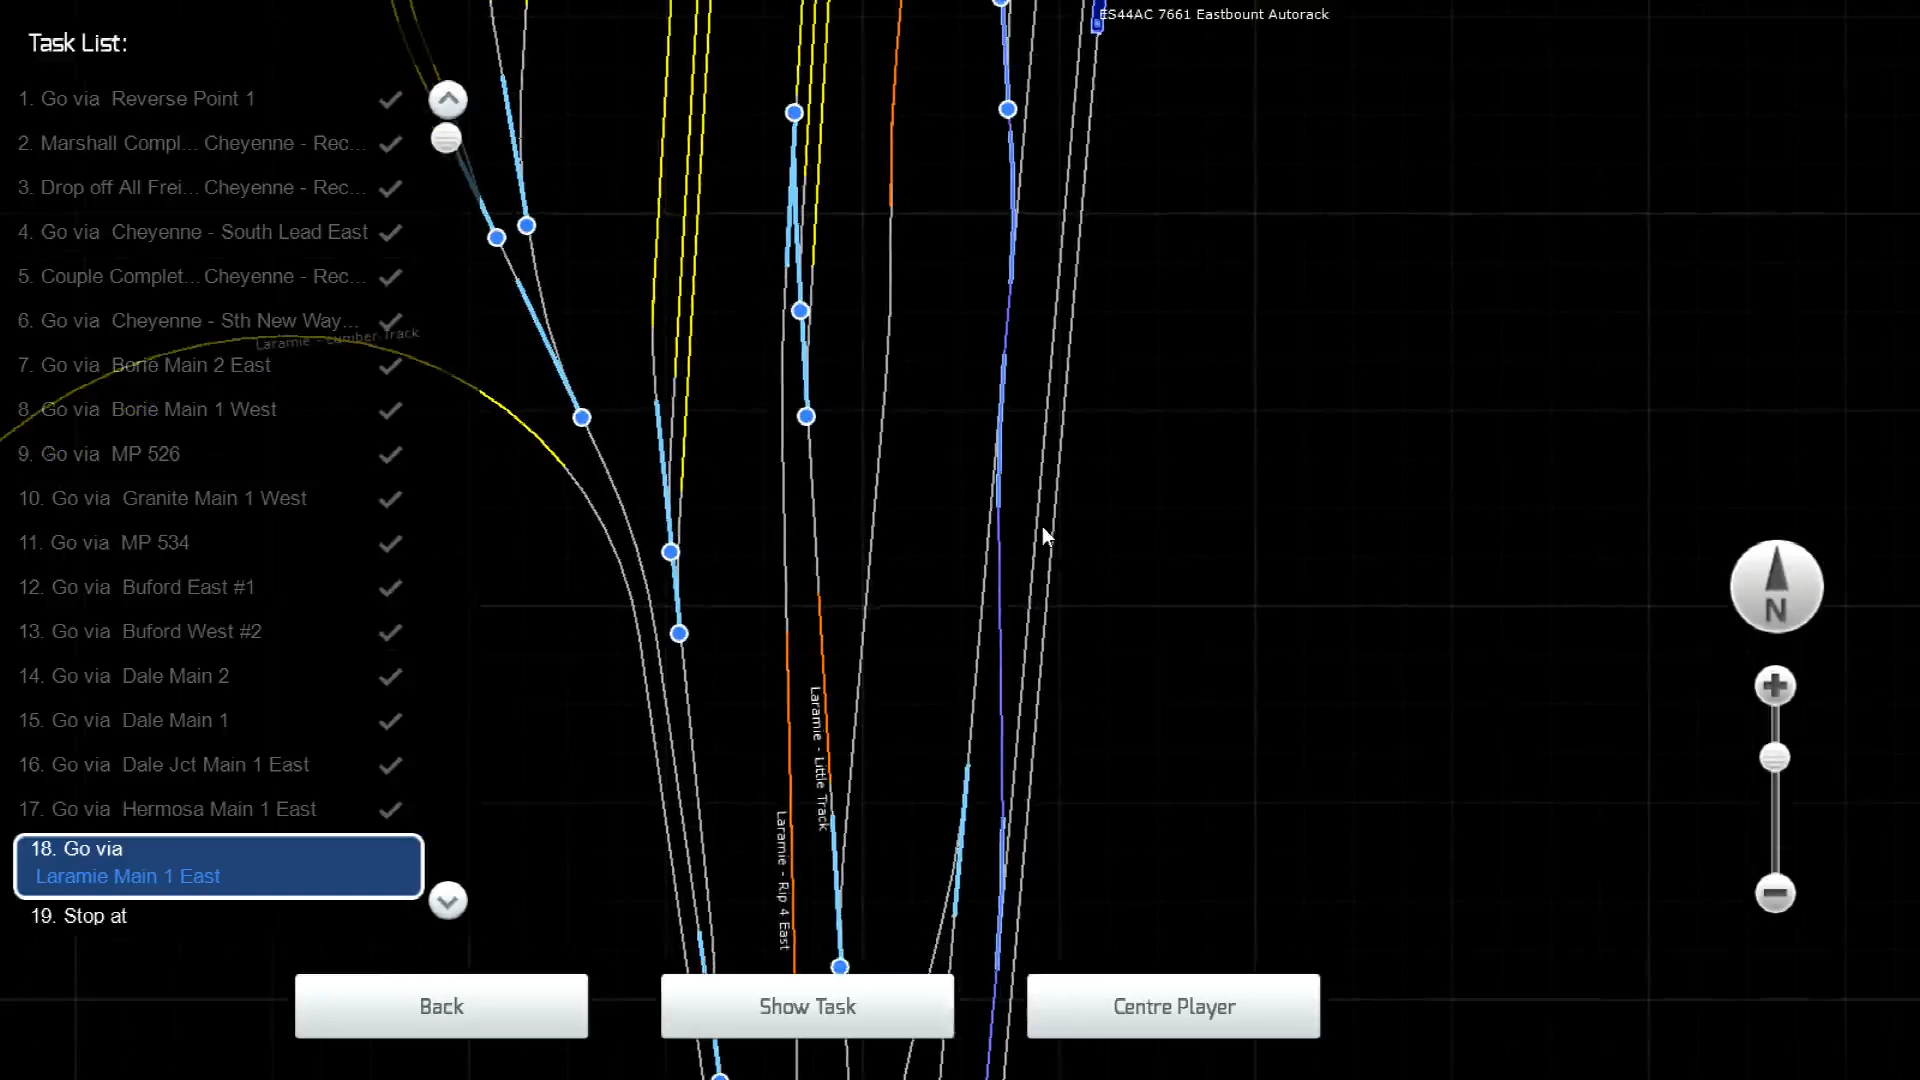 ES44AC 7661 Eastbount Autorack
Task List:
1. Go via Reverse Point 1
2. Marshall Compl... Cheyenne - Rec...
3. Drop off All Frei... Cheyenne - Rec...
4. Go via Cheyenne - South Lead East
5. Couple Complet... Cheyenne - Rec...
6. Go via Cheyenne - Sth New Way...
Laramie - Lumber Track
7. Go via Borie Main 2 East
8. Go via Borie Main 1 West
9. Go via MP 526
10. Go via Granite Main 1 West
11. Go via MP 534
12. Go via Buford East #1
13. Go via Buford West #2
14. Go via Dale Main 2
15. Go via Dale Main 1
16. Go via Dale Jct Main 1 East
17. Go via Hermosa Main 1 East
18. Go via
Laramie Main 1 East
19. Stop at
Laramie - Little Track
Laramie - Rip 4 East
N
Back
Show Task
Centre Player